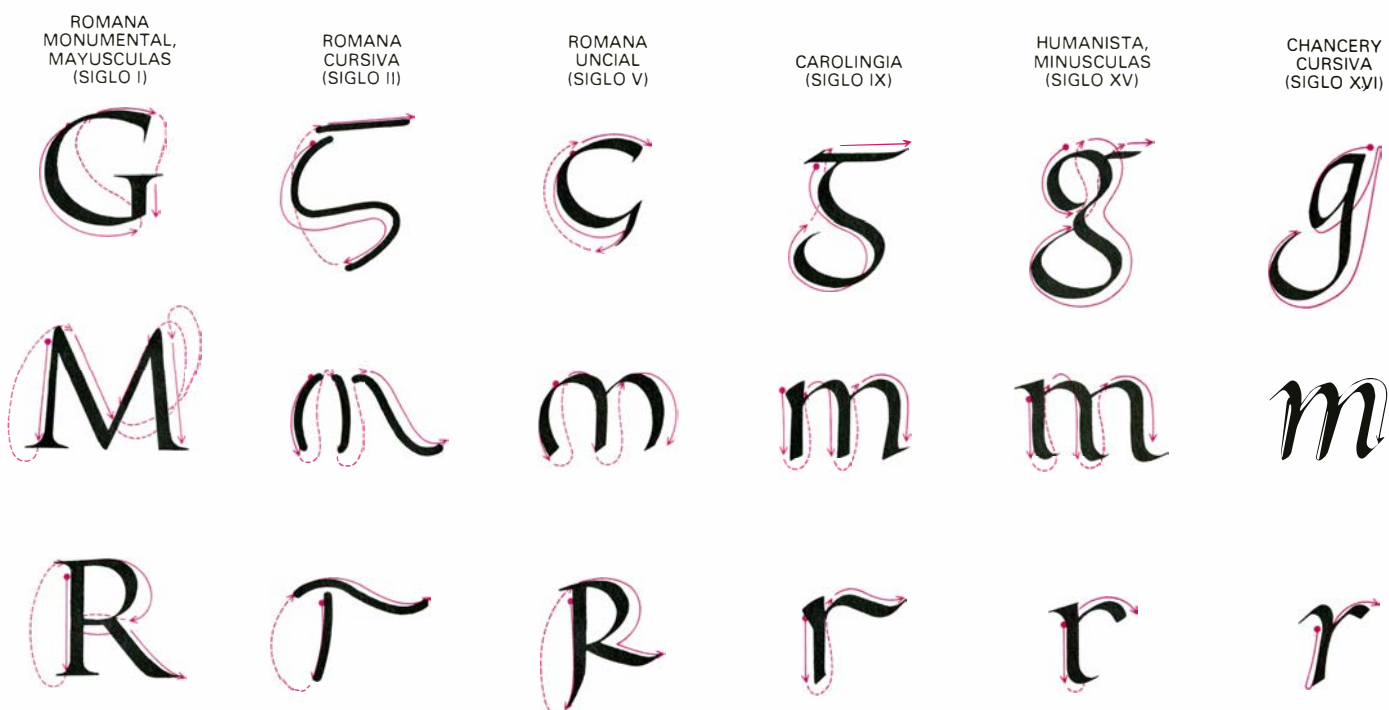 ROMANA
MONUMENTAL,
MAYUSCULAS
(SIGLO I)
ROMANA
CURSIVA
(SIGLO II)
ROMANA
UNCIAL
(SIGLO V)
CAROLINGIA
(SIGLO IX)
HUMANISTA,
MINUSCULAS
(SIGLO XV)
CHANCERY
CURSIVA
(SIGLO XVI)
G G G g g g
M m m m m m
R r R r r r